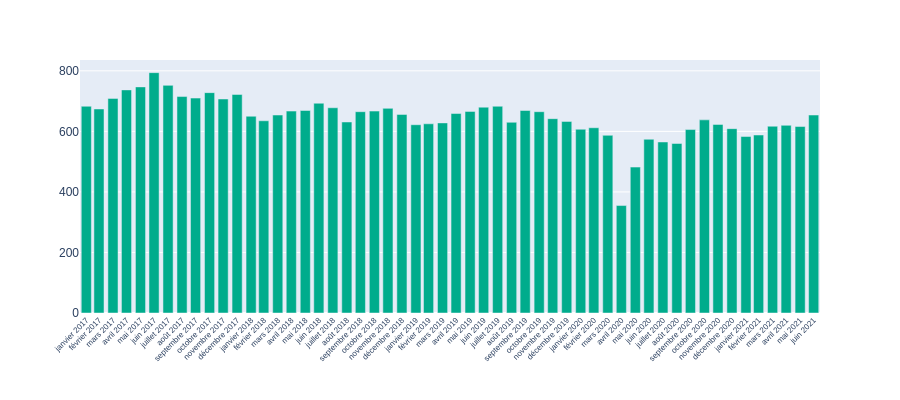 800
600
400
200
0
janvier 2017
février 2017
mars 2017
avril 2017
mai 2017
juin 2017
juillet 2017
août 2017
septembre 2017
octobre 2017
novembre 2017
décembre 2017
janvier 2018
février 2018
mars 2018
avril 2018
mai 2018
juin 2018
juillet 2018
août 2018
septembre 2018
octobre 2018
novembre 2018
décembre 2018
janvier 2019
février 2019
mars 2019
avril 2019
mai 2019
juin 2019
juillet 2019
août 2019
septembre 2019
octobre 2019
novembre 2019
décembre 2019
janvier 2020
février 2020
mars 2020
avril 2020
mai 2020
juin 2020
juillet 2020
août 2020
septembre 2020
octobre 2020
novembre 2020
décembre 2020
janvier 2021
février 2021
mars 2021
avril 2021
mai 2021
juin 2021